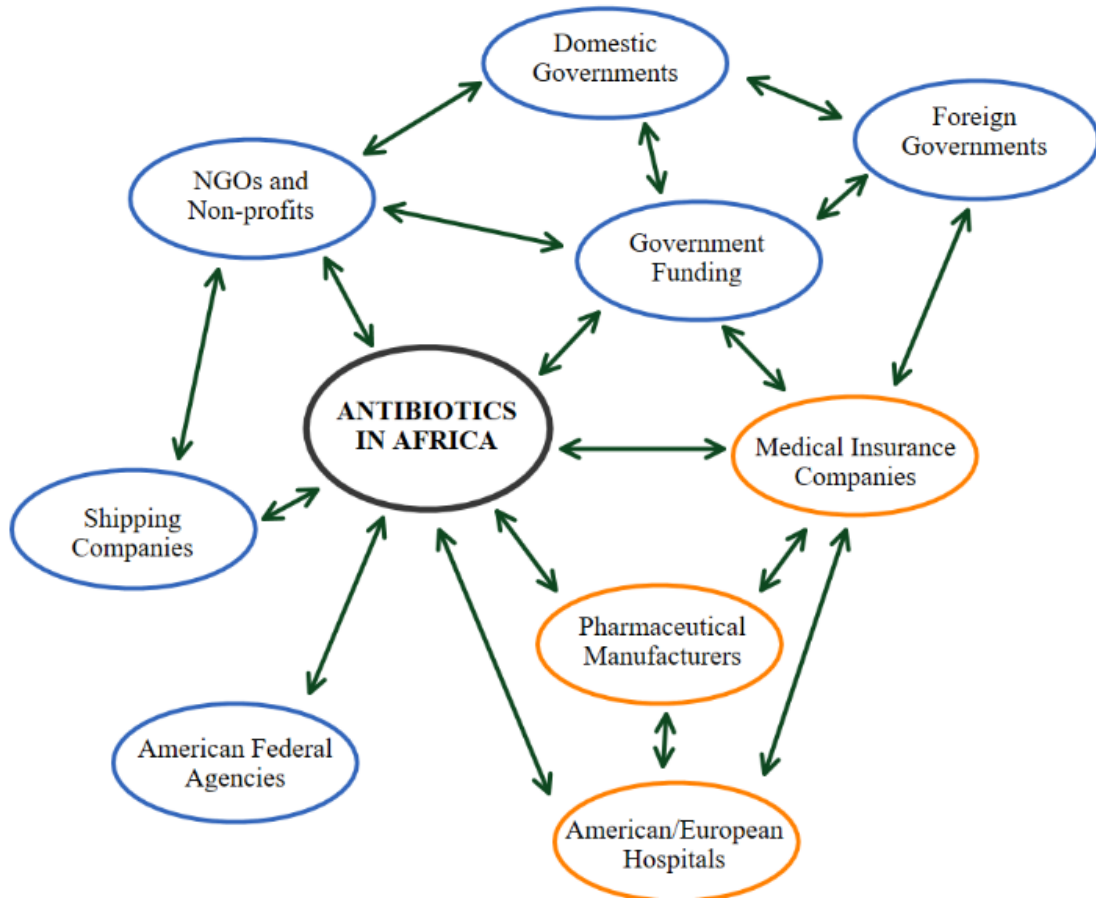 Domestic
Governments
Foreign
Governments
NGOs and
Non-profits
Government
Funding
ANTIBIOTICS
IN AFRICA
Medical Insurance
Companies
Shipping
Companies
Pharmaceutical
Manufacturers
American Federal
Agencies
American/European
Hospitals